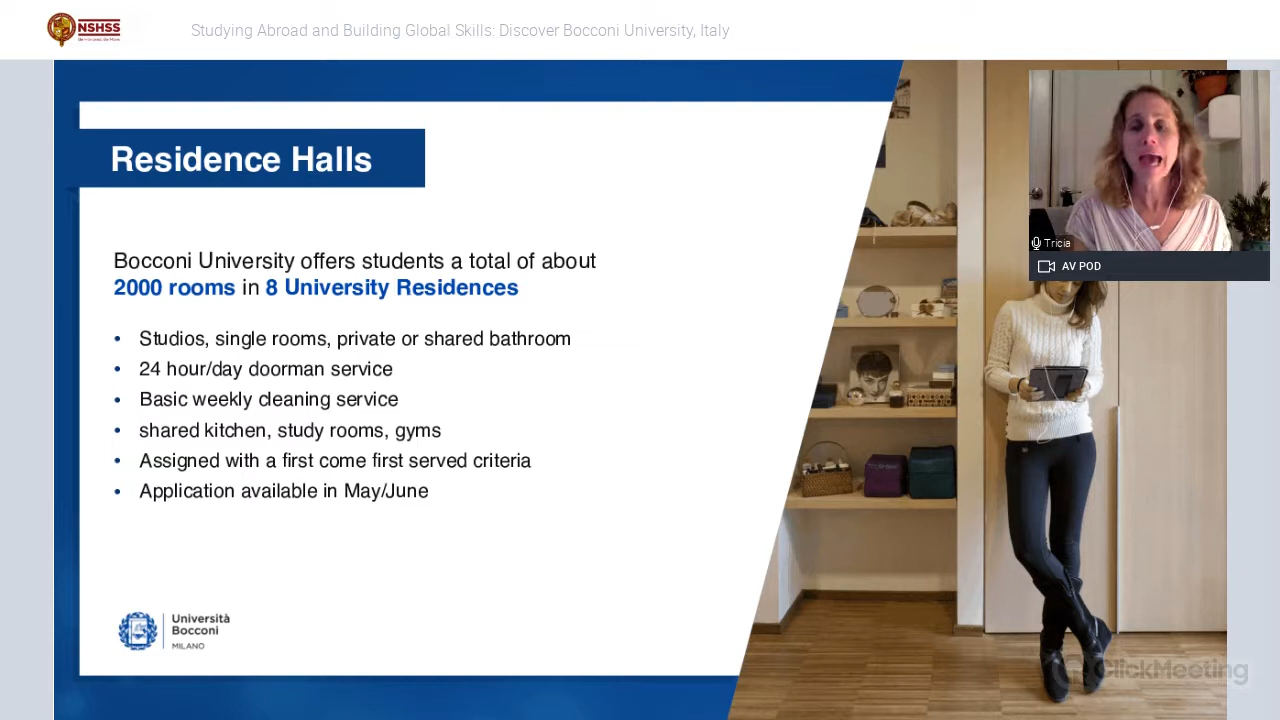 NSHSS
Studying Abroad and Building Global Skills: Discover Bocconi University, Italy
Residence Halls
Bocconi University offers students a total of about
2000 rooms in 8 University Residences
• Studios, single rooms, private or shared bathroom
• 24 hour/day doorman service
• Basic weekly cleaning service
• shared kitchen, study rooms, gyms
• Assigned with a first come first served criteria
• Application available in May/June
Università
Bocconi
MILANO
Tricia
AV POD
ClickMeeting